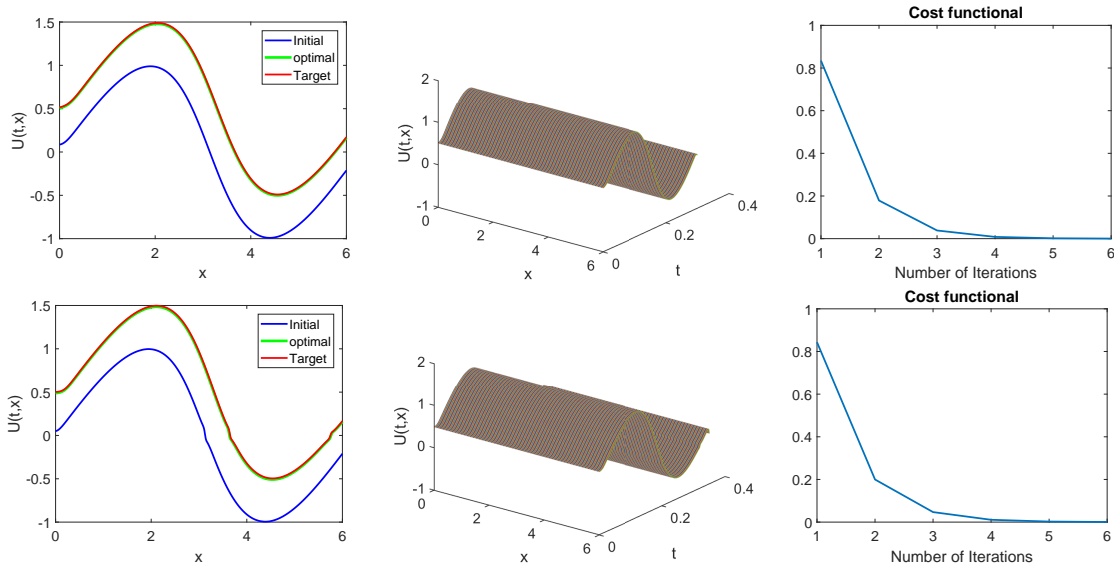 U(t,x)
1.5
1
0.5
0
-0.5
-1
0 2 4 6
x
Initial
optimal
Target
U(t,x)
2
1
0
-1
0 2 4 6
x
0 0.2 0.4
t
Cost functional
1
0.8
0.6
0.4
0.2
0
1 2 3 4 5 6
Number of Iterations
U(t,x)
1.5
1
0.5
0
-0.5
-1
0 2 4 6
x
Initial
optimal
Target
U(t,x)
2
1
0
-1
0 2 4 6
x
0 0.2 0.4
t
Cost functional
1
0.8
0.6
0.4
0.2
0
1 2 3 4 5 6
Number of Iterations